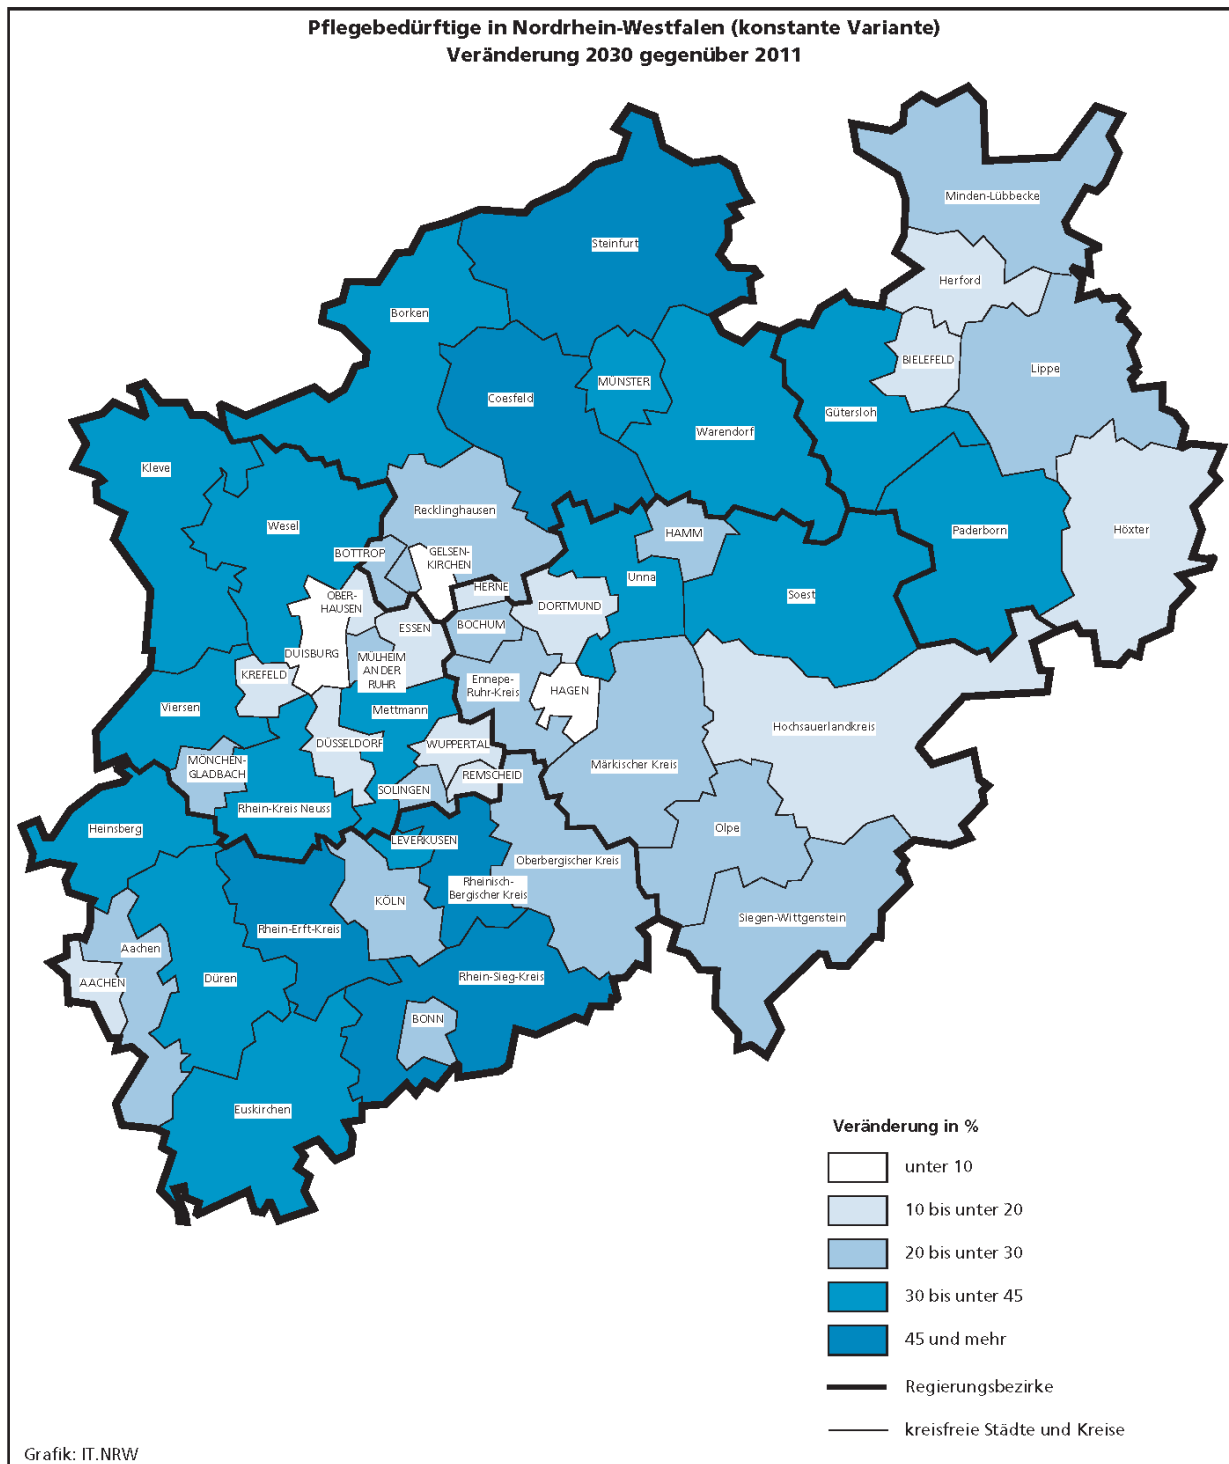 Pflegebedürftige in Nordrhein-Westfalen (konstante Variante)
Veränderung 2030 gegenüber 2011
Minden-Lübbecke
Steinfurt
Herford
Borken
BIELEFELD
Lippe
MÜNSTER
Coesfeld
Gütersloh
Warendorf
Kleve
Recklinghausen
Wesel
Paderborn
Höxter
HAMM
BOTTROP
GELSEN-
KIRCHEN
Unna
HERNE
Soest
OBER-
HAUSEN
DORTMUND
ESSEN
BOCHUM
DUISBURG
MÜLHEIM
AN DER
RUHR
KREFELD
Ennepe-
Ruhr-Kreis
HAGEN
Viersen
Mettmann
Hochsauerlandkreis
DÜSSELDORF
WUPPERTAL
MÖNCHEN-
GLADBACH
Märkischer Kreis
REMSCHEID
SOLINGEN
Rhein-Kreis Neuss
Heinsberg
Olpe
LEVERKUSEN
Oberbergischer Kreis
Rheinisch-
Bergischer Kreis
KÖLN
Siegen-Wittgenstein
Rhein-Erft-Kreis
Aachen
Rhein-Sieg-Kreis
AACHEN
Düren
BONN
Euskirchen
Veränderung in %
unter 10
10 bis unter 20
20 bis unter 30
30 bis unter 45
45 und mehr
Regierungsbezirke
kreisfreie Städte und Kreise
Grafik: IT.NRW